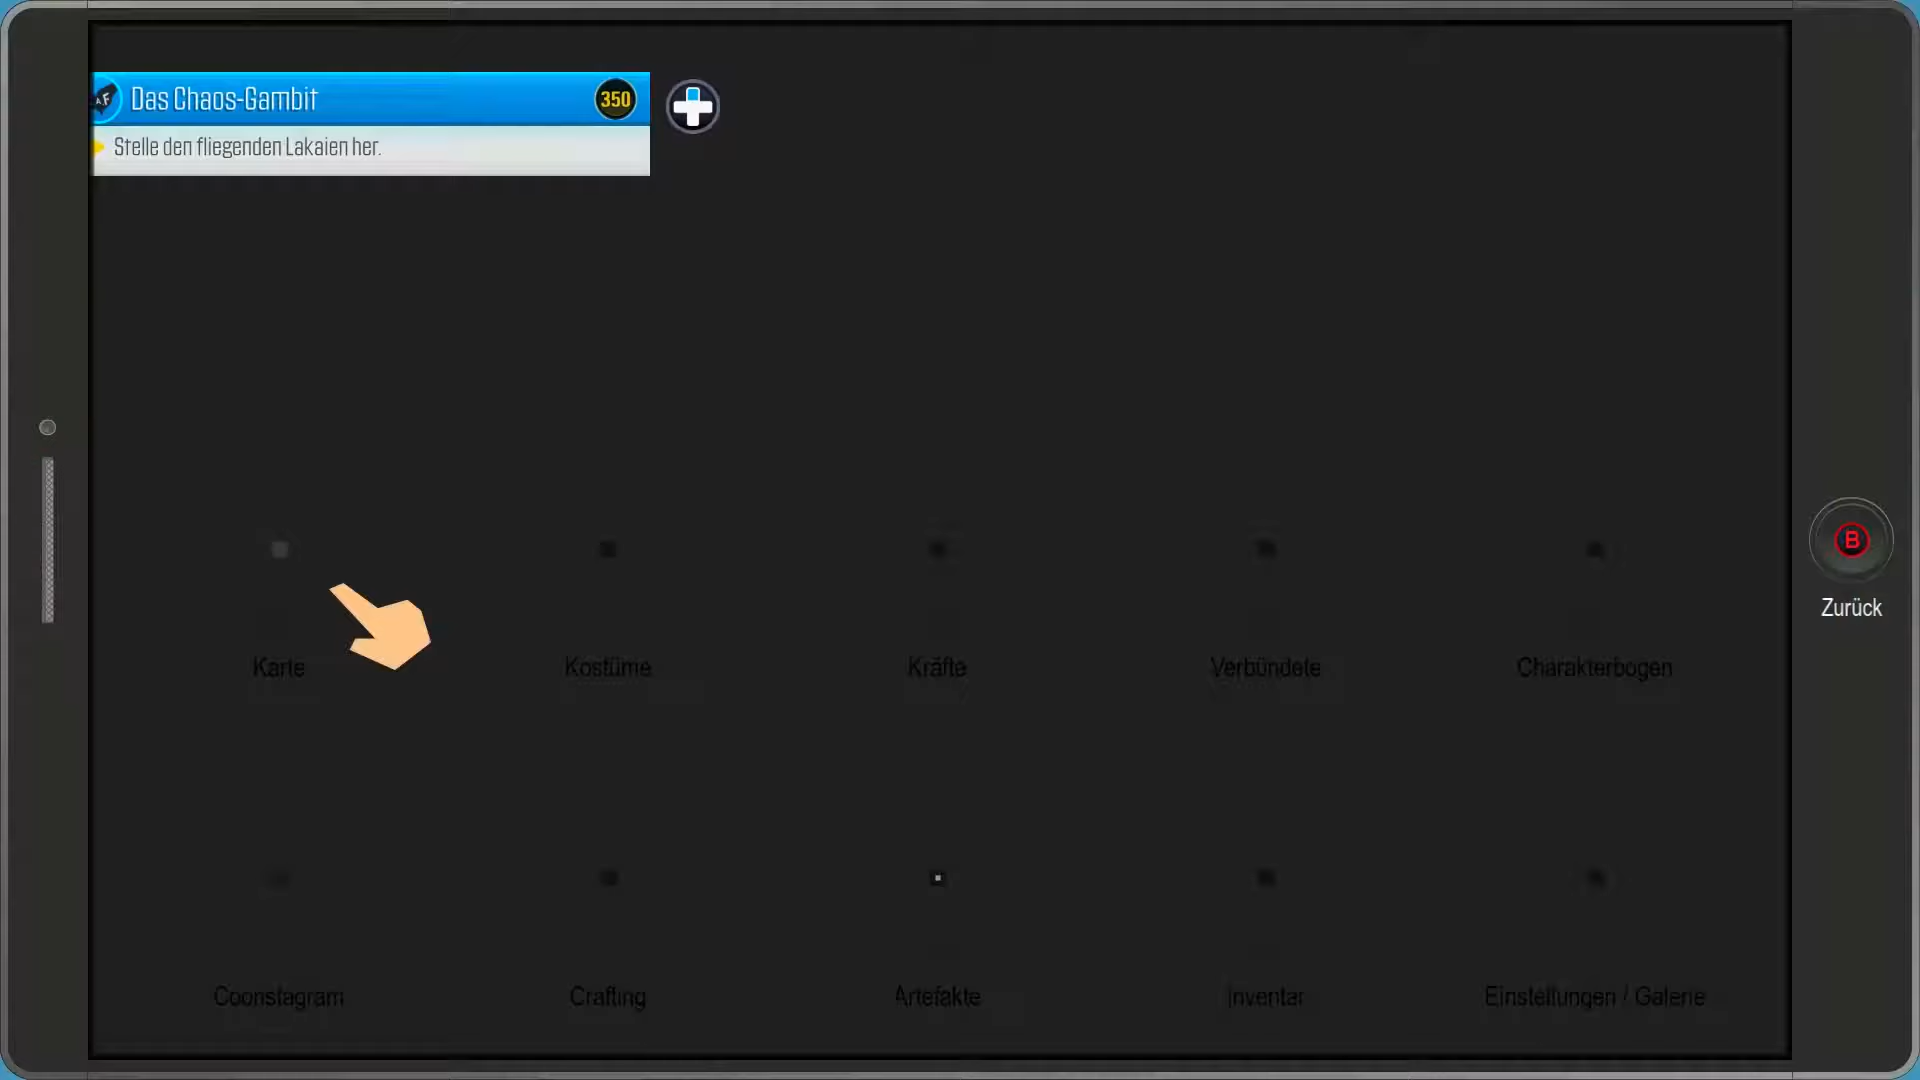 Das Chaos-Gambit 350
Stelle den fliegenden Lakaien her.
B
Zurück
Karte Kostüme Kräfte Verbündete Charakterbogen
Coonstagram Crafting Artefakte Inventar Einstellungen / Galerie